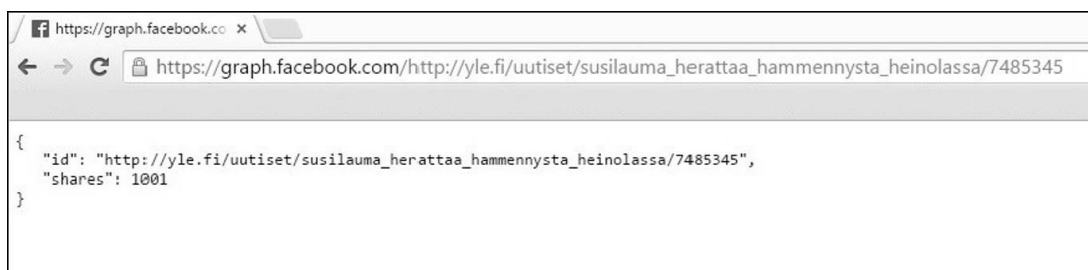 https://graph.facebook.co
https://graph.facebook.com/http://yle.fi/uutiset/susilauma_herattaa_hammennysta_heinolassa/7485345
{
"id": "http://yle.fi/uutiset/susilauma_herattaa_hammennysta_heinolassa/7485345",
"shares": 1001
}